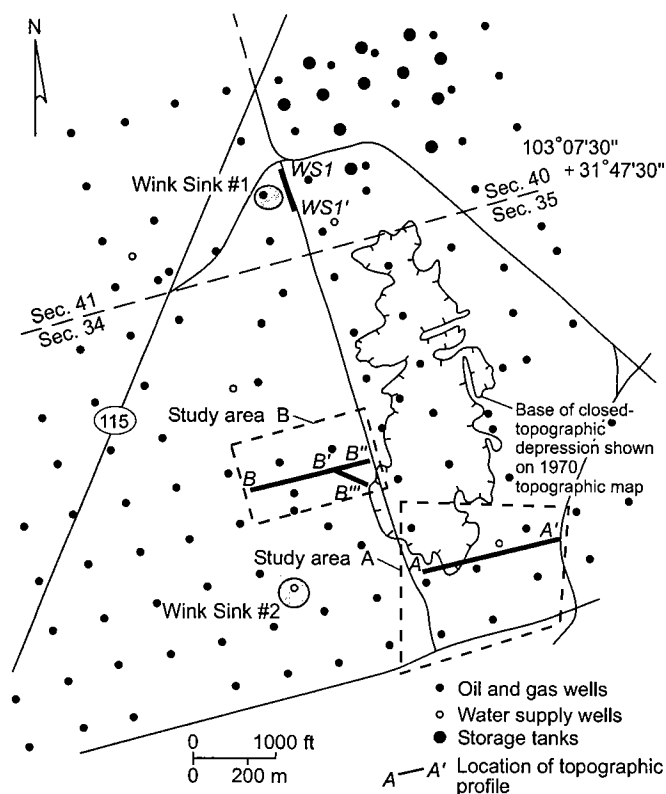 N
103°07'30"
+ 31°47'30"
WS1
Wink Sink #1
WS1'
Sec. 40
Sec. 35
Sec. 41
Sec. 34
115
Study area B
B
B'
B"
B'''
Base of closed-
topographic
depression shown
on 1970
topographic map
Study area A
A
A'
Wink Sink #2
Oil and gas wells
Water supply wells
Storage tanks
A A' Location of topographic
profile
0 1000 ft
0 200 m